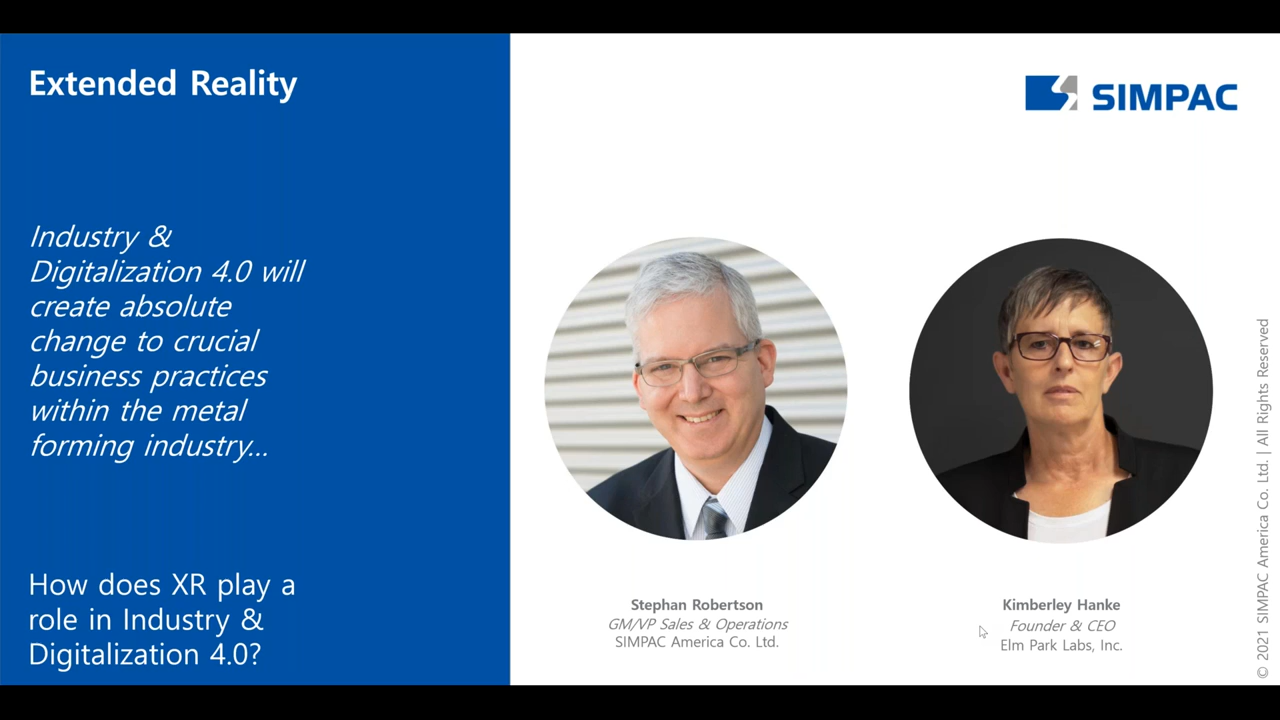 Extended Reality
Industry &
Digitalization 4.0 will
create absolute
change to crucial
business practices
within the metal
forming industry...
How does XR play a
role in Industry &
Digitalization 4.0?
SIMPAC
Stephan Robertson
GM/VP Sales & Operations
SIMPAC America Co. Ltd.
Kimberley Hanke
Founder & CEO
Elm Park Labs, Inc.
© 2021 SIMPAC America Co. Ltd. | All Rights Reserved